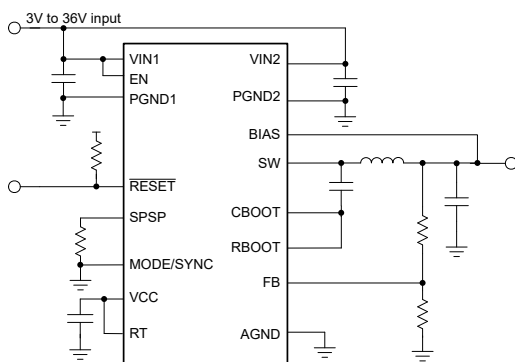 3V to 36V input
VIN1
EN
PGND1
RESET
SPSP
MODE/SYNC
VCC
RT
VIN2
PGND2
BIAS
SW
CBOOT
RBOOT
FB
AGND